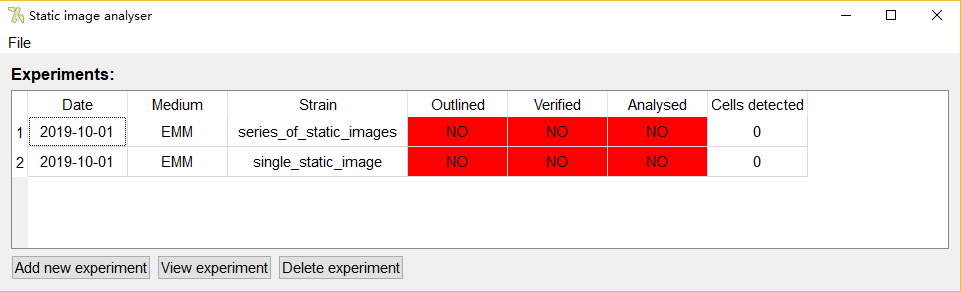 Static image analyser
File
Experiments:
Date Medium Strain Outlined Verified Analysed Cells detected
1 2019-10-01 EMM series_of_static_images NO NO NO 0
2 2019-10-01 EMM single_static_image NO NO NO 0
Add new experiment View experiment Delete experiment